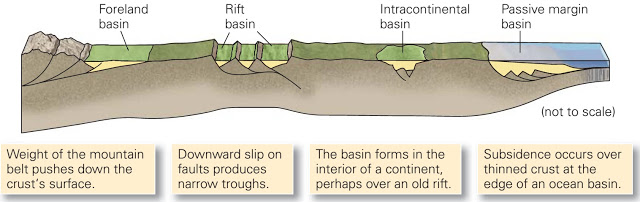 Foreland
basin
Rift
basin
Intracontinental
basin
Passive margin
basin
(not to scale)
Weight of the mountain
belt pushes down the
crust's surface.
Downward slip on
faults produces
narrow troughs.
The basin forms in the
interior of a continent,
perhaps over an old rift.
Subsidence occurs over
thinned crust at the
edge of an ocean basin.